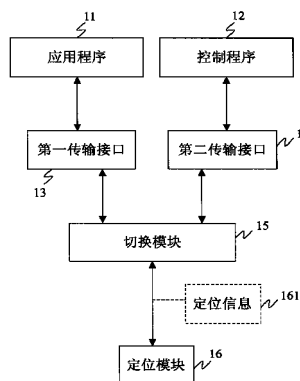 11
12
应用程序
控制程序
第一传输接口
第二传输接口
13
15
切换模块
定位信息
161
定位模块
16